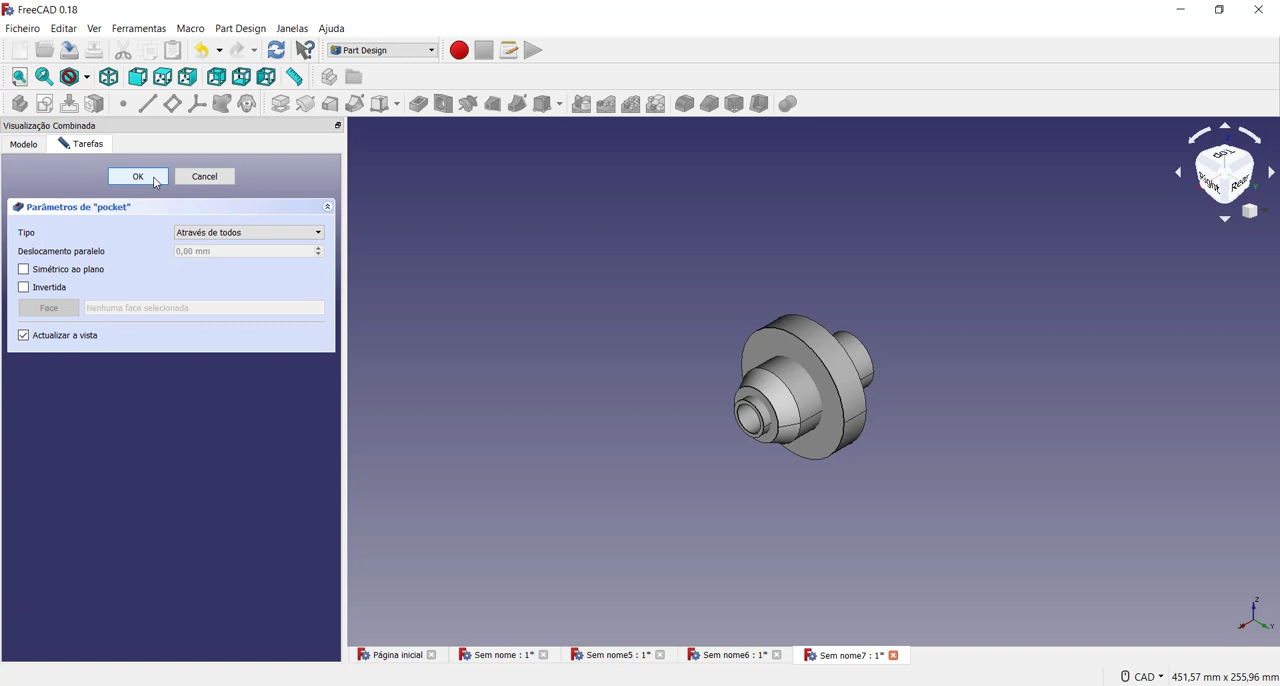 FreeCAD 0.18
Ficheiro Editar Ver Ferramentas Macro Part Design Janelas Ajuda
Part Design
Visualização Combinada
Modelo Tarefas
OK Cancel
Parâmetros de "pocket"
Tipo Através de todos
Deslocamento paralelo 0,00 mm
Simétrico ao plano
Invertida
Face Nenhuma face selecionada
Actualizar a vista
Top
Right Rear
Z
X Y
Página inicial Sem nome : 1* Sem nome5 : 1* Sem nome6 : 1* Sem nome7 : 1*
CAD 451,57 mm x 255,96 mm